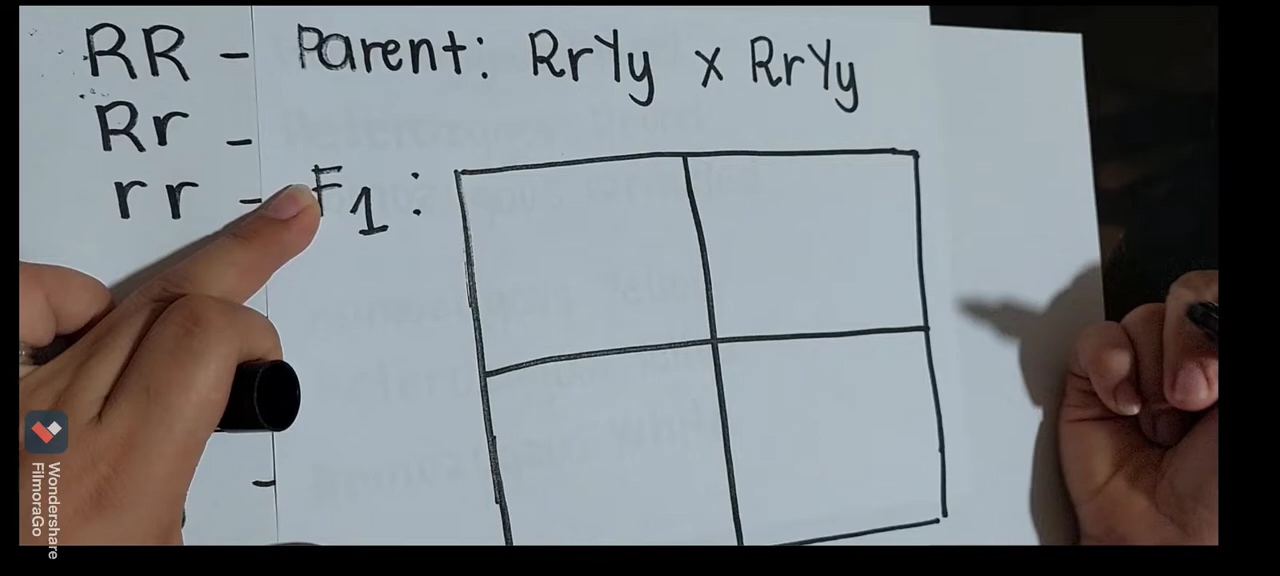 RR - Parent: RrYy x RrYy
Rr -
rr - F1:
-
Wondershare
FilmoraGo